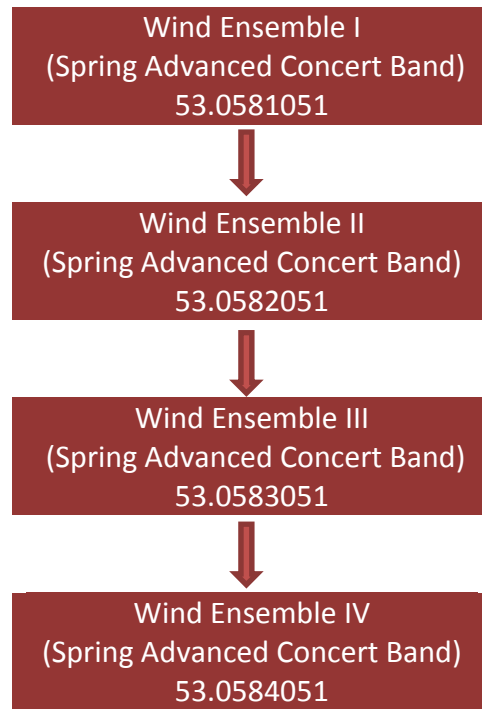 Wind Ensemble I
(Spring Advanced Concert Band)
53.0581051
Wind Ensemble II
(Spring Advanced Concert Band)
53.0582051
Wind Ensemble III
(Spring Advanced Concert Band)
53.0583051
Wind Ensemble IV
(Spring Advanced Concert Band)
53.0584051